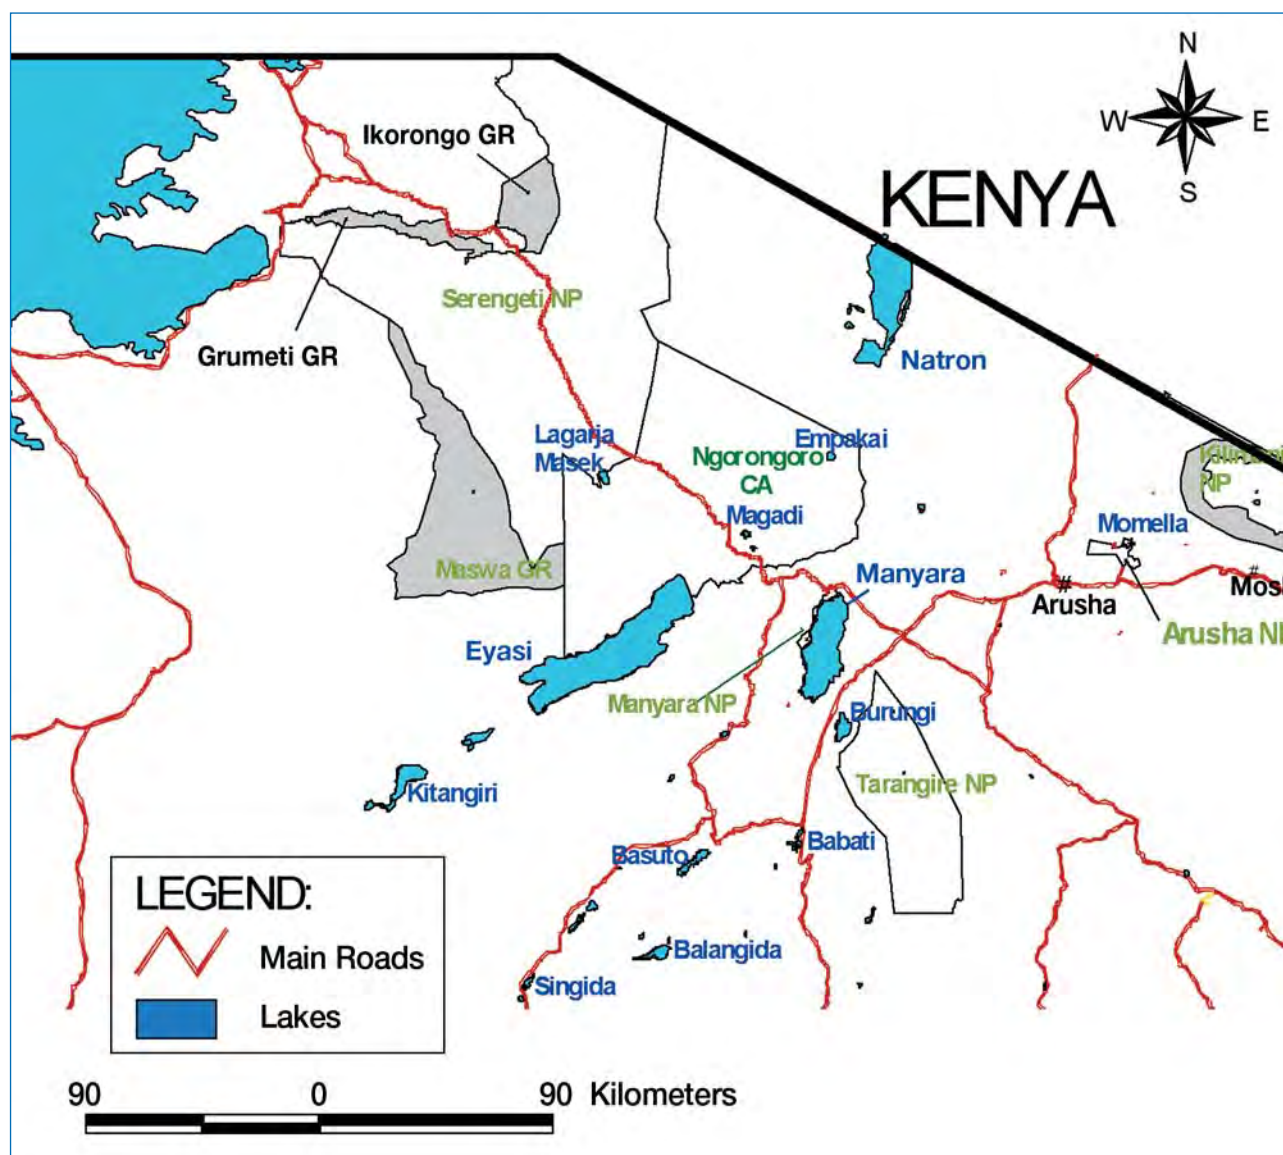 N
W
E
S
KENYA
Ikorongo GR
Serengeti NP
Grumeti GR
Natron
Lagarja
Masek
Empakai
Ngorongoro
CA
Magadi
NP
Momella
Maswa GR
Manyara
Arusha
Arusha
Eyasi
Manyara NP
Burungi
Tarangire NP
Kitangiri
Basuto
Babati
Balangida
Singida
LEGEND:
Main Roads
Lakes
90 0 90 Kilometers